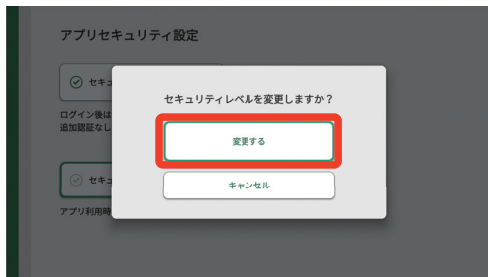 アプリセキュリティ設定
セキュ
セキュリティレベルを変更しますか？
ログイン後は
追加認証なし
変更する
セキュ
キャンセル
アプリ利用時